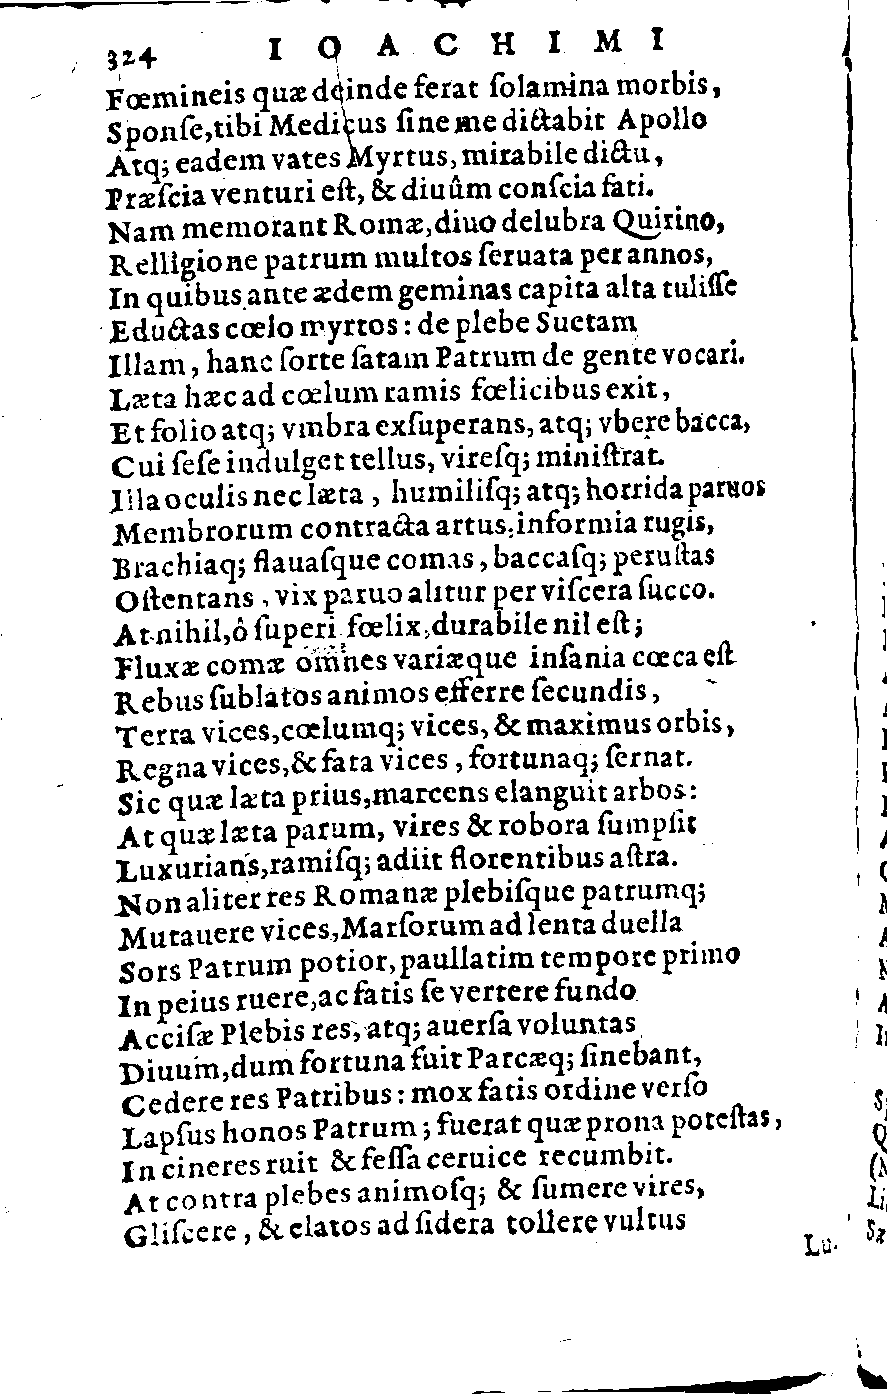 324 IOACHIMI
Fœmineis quæ deinde ferat ſolamina morbis,
Sponſe, tibi Medicus ſine me dictabit Apollo
Atq; eadem vates Myrtus, mirabile dictu,
Præſcia venturi eſt, & diuûm conſcia fati.
Nam memorant Romæ, diuo delubra Quirino,
Relligione patrum multos ſeruata per annos,
In quibus ante ædem geminas capita alta tuliſſe
Eductas cœlo myrtos: de plebe Suetam
Illam, hanc ſorte ſatam Patrum de gente vocari.
Læta hæc ad cœlum ramis fœlicibus exit,
Et folio atq; vmbra exſuperans, atq; vbere bacca,
Cui ſeſe indulget tellus, vireſq; miniſtrat.
Illa oculis nec læta, humiliſq; atq; horrida paruos
Membrorum contracta artus, informia rugis,
Brachiaq; flauaſque comas, baccaſq; peruſtas
Oſtentans, vix paruo alitur per viſcera ſucco.
At nihil, ô ſuperi fœlix, durabile nil eſt;
Fluxæ comæ omnes variæque inſania cœca eſt
Rebus ſublatos animos efferre ſecundis,
Terra vices, cœlumq; vices, & maximus orbis,
Regna vices, & fata vices, fortunaq; ſernat.
Sic quæ læta prius, marcens elanguit arbos:
At quæ læta parum, vires & robora ſumpſit
Luxurians, ramiſq; adiit florentibus aſtra.
Non aliter res Romanæ plebiſque patrumq;
Mutauere vices, Marſorum ad lenta duella
Sors Patrum potior, paullatim tempore primo
In peius ruere, ac fatis ſe vertere fundo
Acciſæ Plebis res, atq; auerſa voluntas
Diuum, dum fortuna fuit Parcæq; ſinebant,
Cedere res Patribus: mox fatis ordine verſo
Lapſus honos Patrum; fuerat quæ prona poteſtas,
In cineres ruit & feſſa ceruice recumbit.
At contra plebes animoſq; & ſumere vires,
Gliſcere, & elatos ad ſidera tollere vultus
Lu-